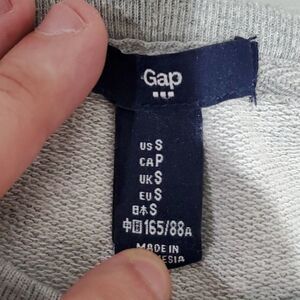 Gap
US S
CA P
UK S
EU S
日本 S
中国 165/88A
MADE IN